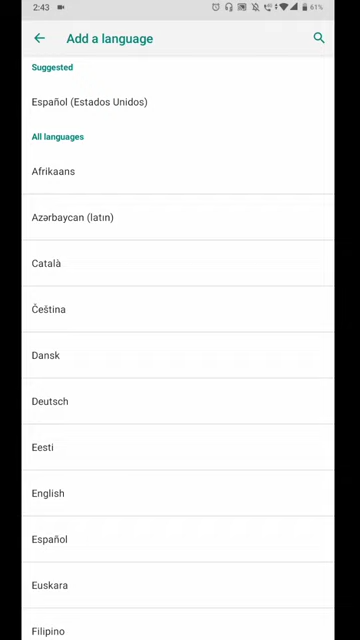 2:43
61%
Add a language
Suggested
Español (Estados Unidos)
All languages
Afrikaans
Azərbaycan (latın)
Català
Čeština
Dansk
Deutsch
Eesti
English
Español
Euskara
Filipino